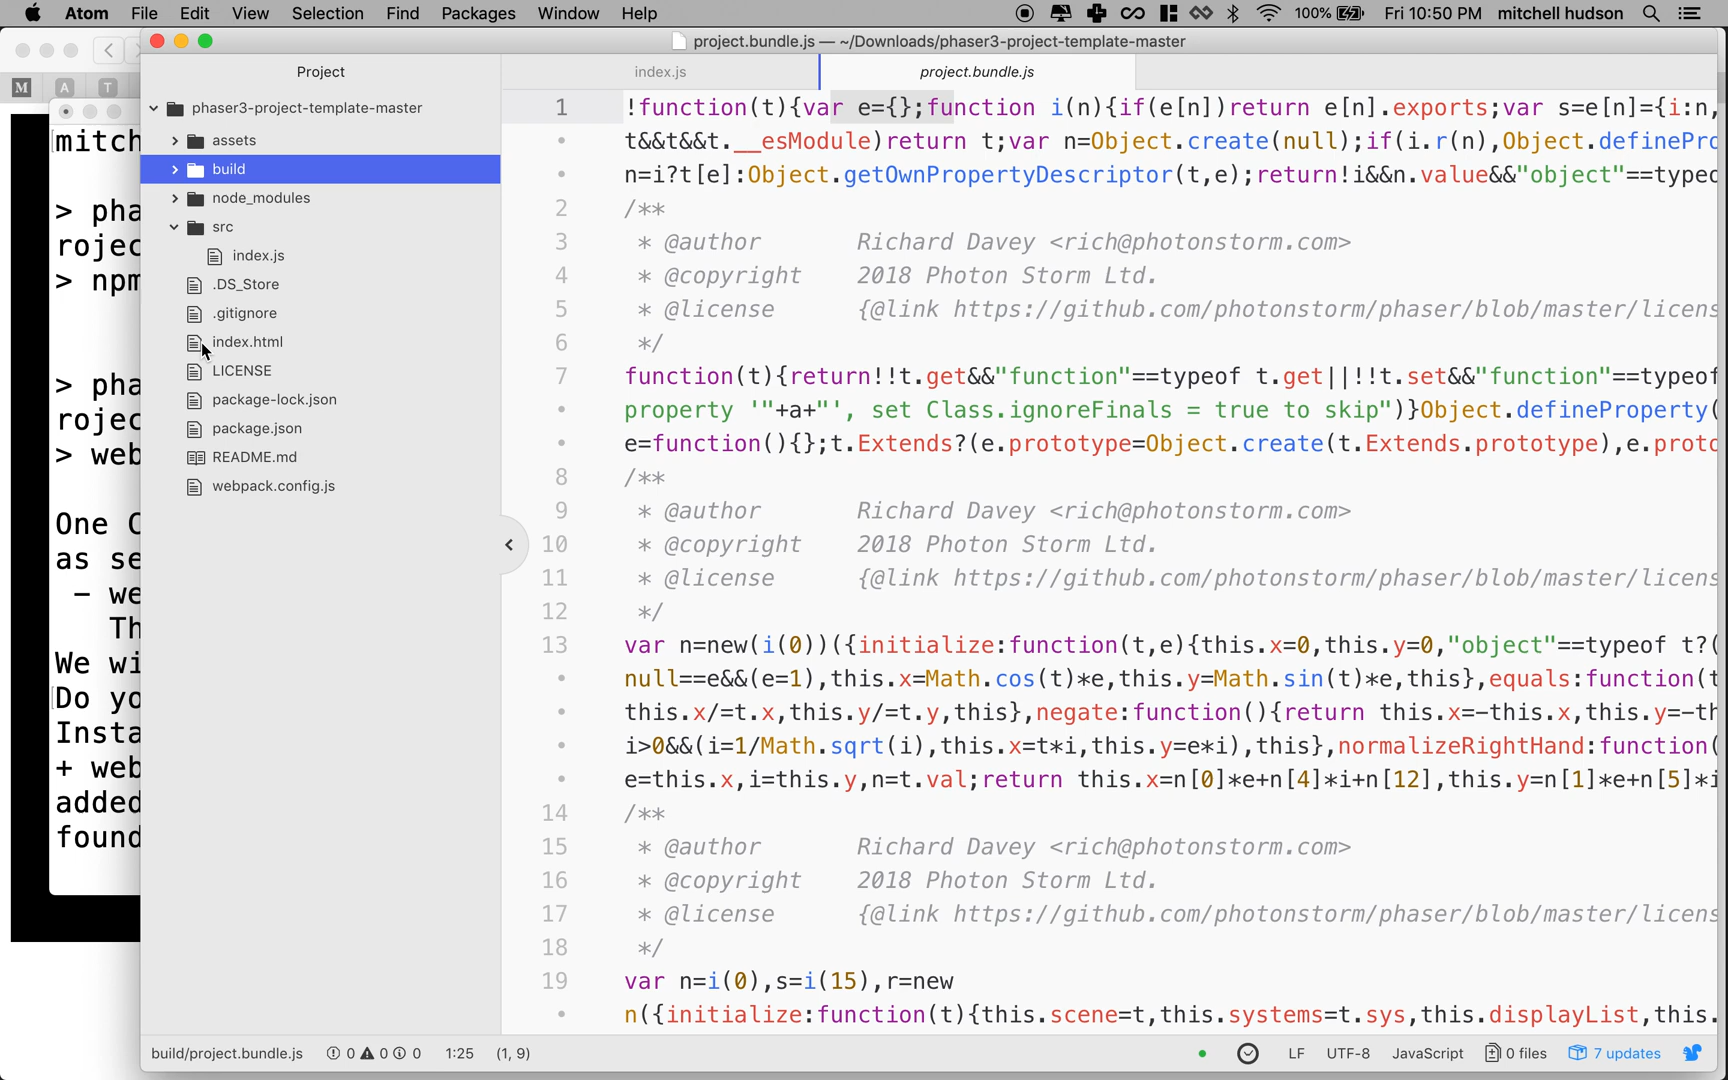 Atom File Edit View Selection Find Packages Window Help 100% Fri 10:50 PM mitchell hudson
project.bundle.js — ~/Downloads/phaser3-project-template-master
M A T
mitch
> pha
rojec
> npm
> pha
rojec
> web
One C
as se
– we
Th
We wi
Do yo
Insta
+ web
added
found
Project
phaser3-project-template-master
assets
build
node_modules
src
index.js
.DS_Store
.gitignore
index.html
LICENSE
package-lock.json
package.json
README.md
webpack.config.js
index.js project.bundle.js
1 !function(t){var e={};function i(n){if(e[n])return e[n].exports;var s=e[n]={i:n,
• t&&t&&t.__esModule)return t;var n=Object.create(null);if(i.r(n),Object.definePro
• n=i?t[e]:Object.getOwnPropertyDescriptor(t,e);return!i&&n.value&&"object"==typeo
2 /**
3 * @author Richard Davey <rich@photonstorm.com>
4 * @copyright 2018 Photon Storm Ltd.
5 * @license {@link https://github.com/photonstorm/phaser/blob/master/licens
6 */
7 function(t){return!!t.get&&"function"==typeof t.get||!!t.set&&"function"==typeof
• property '"+a+"', set Class.ignoreFinals = true to skip")}Object.defineProperty(
• e=function(){};t.Extends?(e.prototype=Object.create(t.Extends.prototype),e.proto
8 /**
9 * @author Richard Davey <rich@photonstorm.com>
10 * @copyright 2018 Photon Storm Ltd.
11 * @license {@link https://github.com/photonstorm/phaser/blob/master/licens
12 */
13 var n=new(i(0))({initialize:function(t,e){this.x=0,this.y=0,"object"==typeof t?(
• null==e&&(e=1),this.x=Math.cos(t)*e,this.y=Math.sin(t)*e,this},equals:function(t
• this.x/=t.x,this.y/=t.y,this},negate:function(){return this.x=-this.x,this.y=-th
• i>0&&(i=1/Math.sqrt(i),this.x=t*i,this.y=e*i),this},normalizeRightHand:function(
• e=this.x,i=this.y,n=t.val;return this.x=n[0]*e+n[4]*i+n[12],this.y=n[1]*e+n[5]*i
14 /**
15 * @author Richard Davey <rich@photonstorm.com>
16 * @copyright 2018 Photon Storm Ltd.
17 * @license {@link https://github.com/photonstorm/phaser/blob/master/licens
18 */
19 var n=i(0),s=i(15),r=new
• n({initialize:function(t){this.scene=t,this.systems=t.sys,this.displayList,this.
build/project.bundle.js 0 0 0 1:25 (1, 9) LF UTF-8 JavaScript 0 files 7 updates